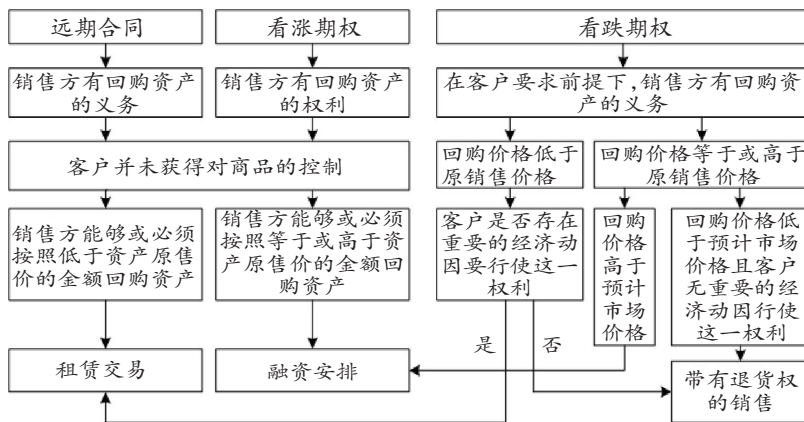 远期合同
看涨期权
看跌期权
销售方有回购资产
的义务
销售方有回购资产
的权利
在客户要求前提下,销售方有回购资
产的义务
客户并未获得对商品的控制
回购价格低于
原销售价格
回购价格等于或高于
原销售价格
销售方能够或必须
按照低于资产原售
价的金额回购资产
销售方能够或必须
按照等于或高于资
产原售价的金额回
购资产
客户是否存在
重要的经济动
因要行使这一
权利
回购
价格
高于
预计
市场
价格
回购价格低
于预计市场
价格且客户
无重要的经
济动因行使
这一权利
是
否
租赁交易
融资安排
带有退货权
的销售